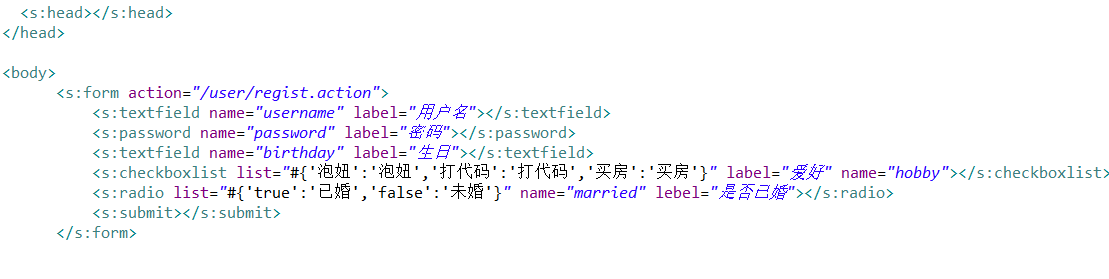 <s:head></s:head>
</head>
<body>
<s:form action="/user/regist.action">
<s:textfield name="username" label="用户名"></s:textfield>
<s:password name="password" label="密码"></s:password>
<s:textfield name="birthday" label="生日"></s:textfield>
<s:checkboxlist list="#{'泡妞':'泡妞','打代码':'打代码','买房':'买房'}" label="爱好" name="hobby"></s:checkboxlist>
<s:radio list="#{'true':'已婚','false':'未婚'}" name="married" lebel="是否已婚"></s:radio>
<s:submit></s:submit>
</s:form>